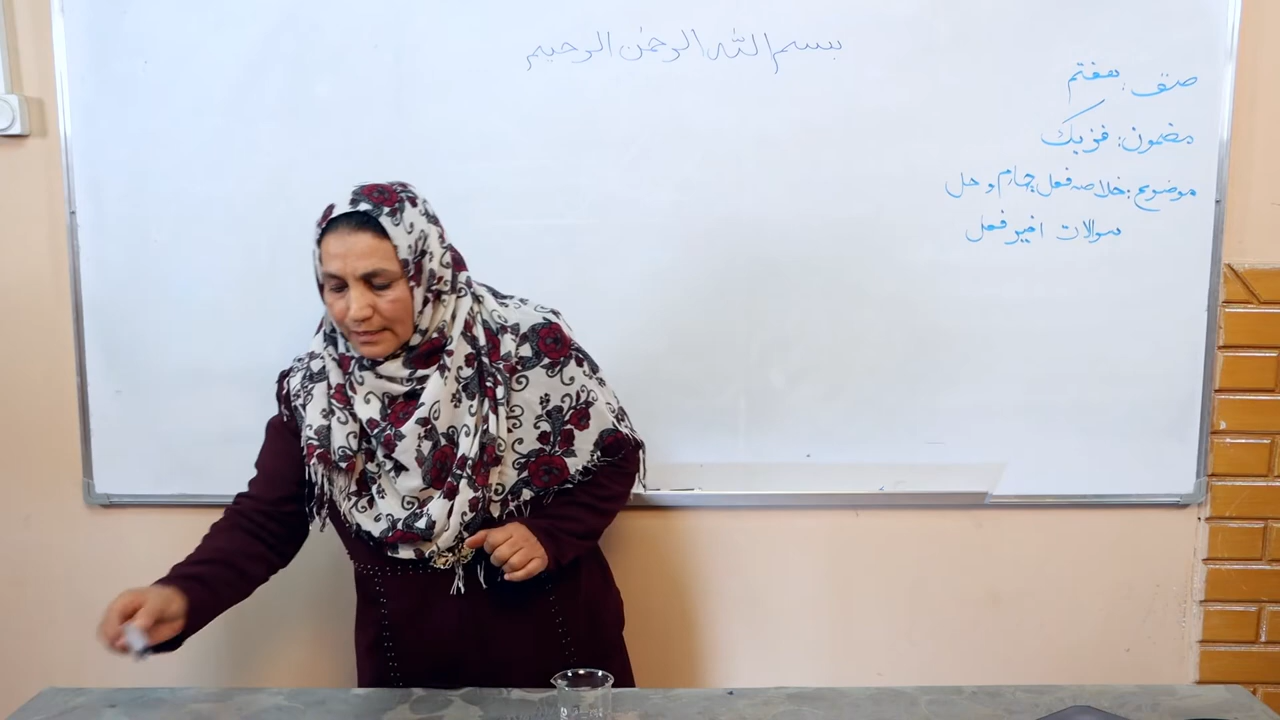 بسم الله الرحمن الرحیم
صنف: هفتم
مضمون: فزیک
موضوع: خلاصه فصل چهارم و حل
سوالات اخیر فصل